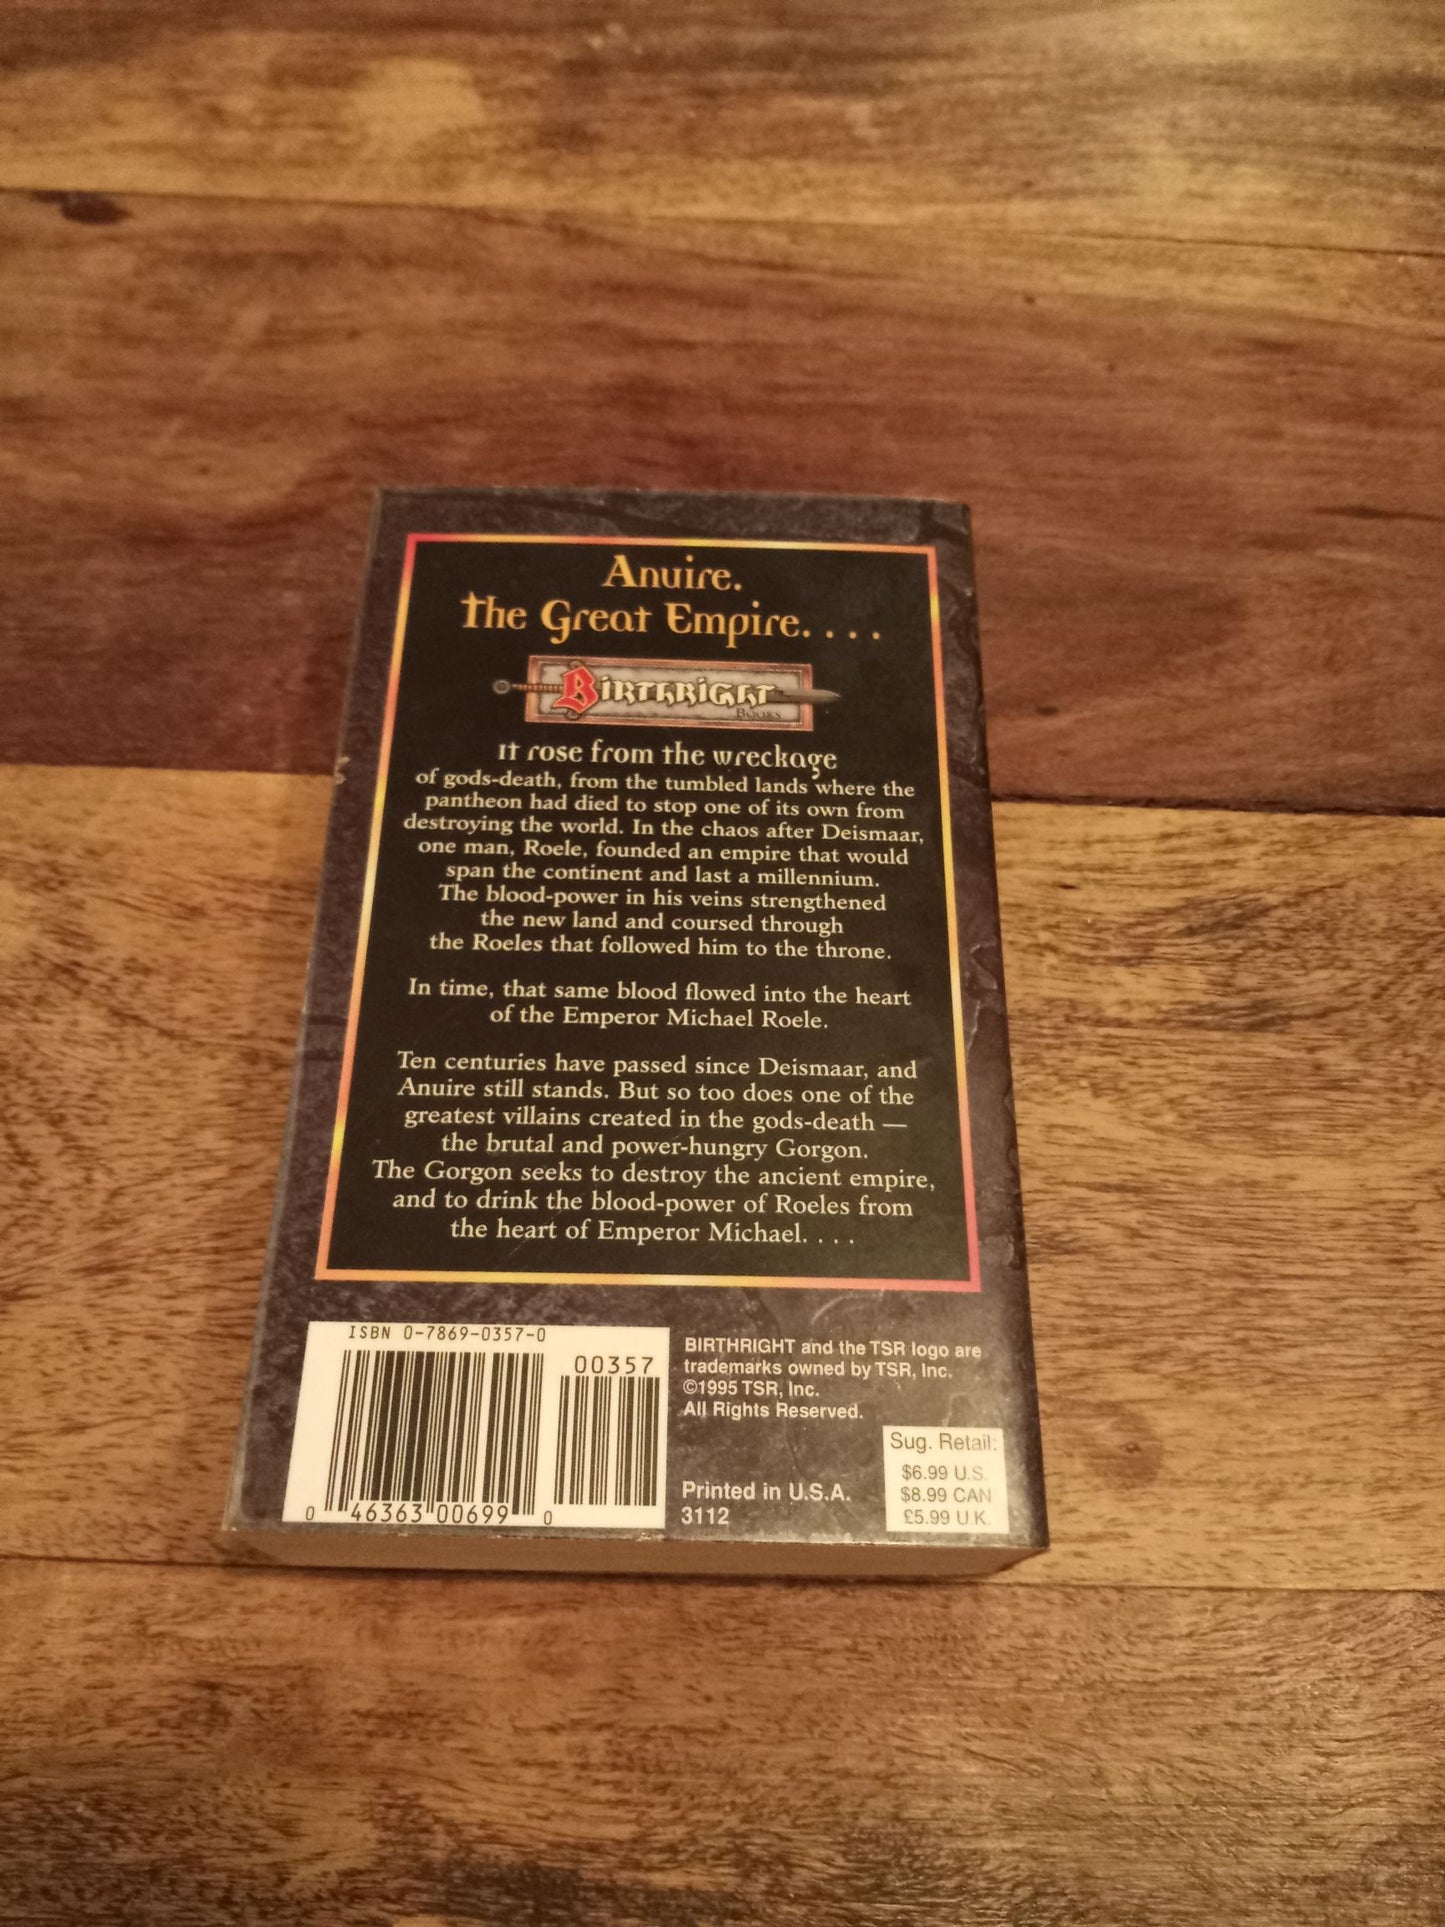 Anuire.
The Great Empire. . . .
Birthright
Books
It rose from the wreckage
of gods-death, from the tumbled lands where the
pantheon had died to stop one of its own from
destroying the world. In the chaos after Deismaar,
one man, Roele, founded an empire that would
span the continent and last a millennium.
The blood-power in his veins strengthened
the new land and coursed through
the Roeles that followed him to the throne.
In time, that same blood flowed into the heart
of the Emperor Michael Roele.
Ten centuries have passed since Deismaar, and
Anuire still stands. But so too does one of the
greatest villains created in the gods-death —
the brutal and power-hungry Gorgon.
The Gorgon seeks to destroy the ancient empire,
and to drink the blood-power of Roeles from
the heart of Emperor Michael. . . .
ISBN 0-7869-0357-0
00357
0 46363 00699 0
BIRTHRIGHT and the TSR logo are
trademarks owned by TSR, Inc.
©1995 TSR, Inc.
All Rights Reserved.
Printed in U.S.A.
3112
Sug. Retail:
$6.99 U.S.
$8.99 CAN
£5.99 U.K.